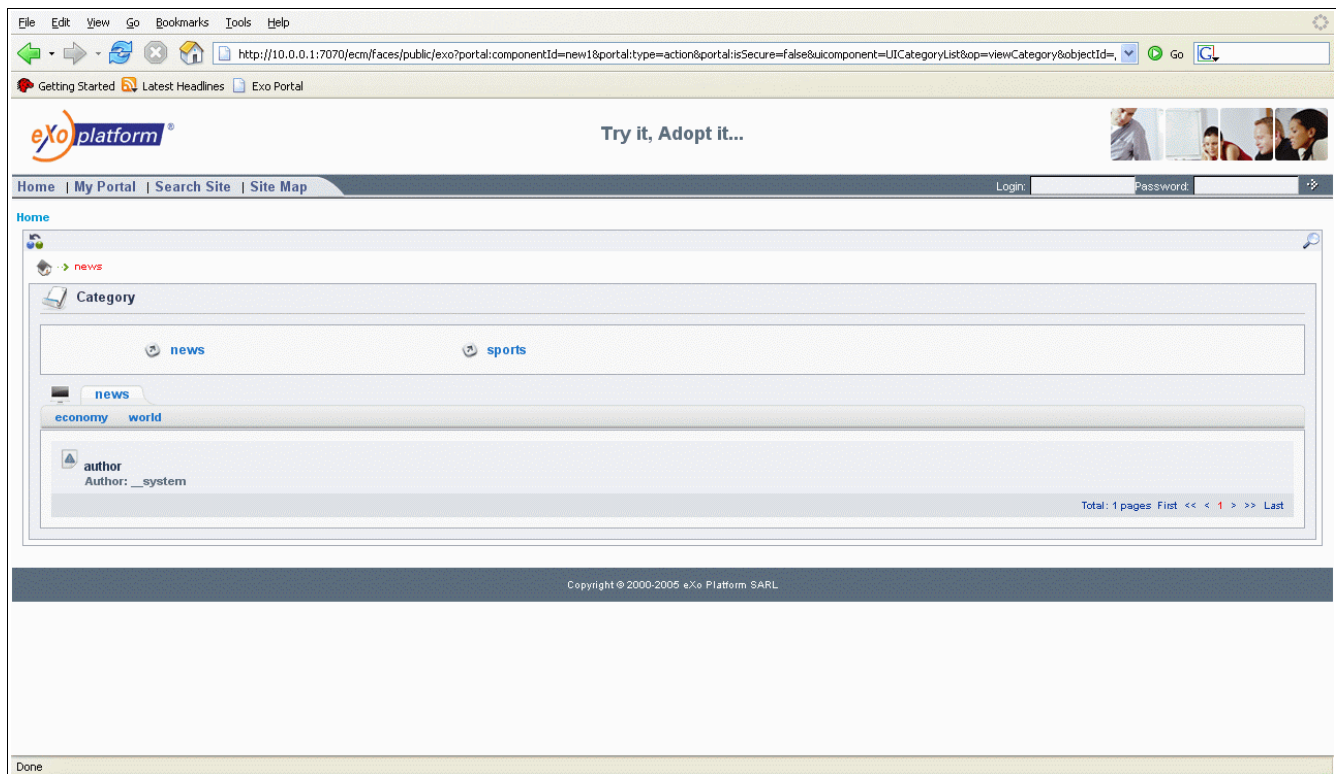 File Edit View Go Bookmarks Tools Help
http://10.0.0.1:7070/ecm/faces/public/exo?portal:componentId=new1&portal:type=action&portal:isSecure=false&uicomponent=UICategoryList&op=viewCategory&objectId=, Go G
Getting Started Latest Headlines Exo Portal
eXo platform ® Try it, Adopt it...
Home | My Portal | Search Site | Site Map Login: Password:
Home
news
Category
news sports
news
economy world
author
Author: __system
Total: 1 pages First << < 1 > >> Last
Copyright © 2000-2005 eXo Platform SARL
Done